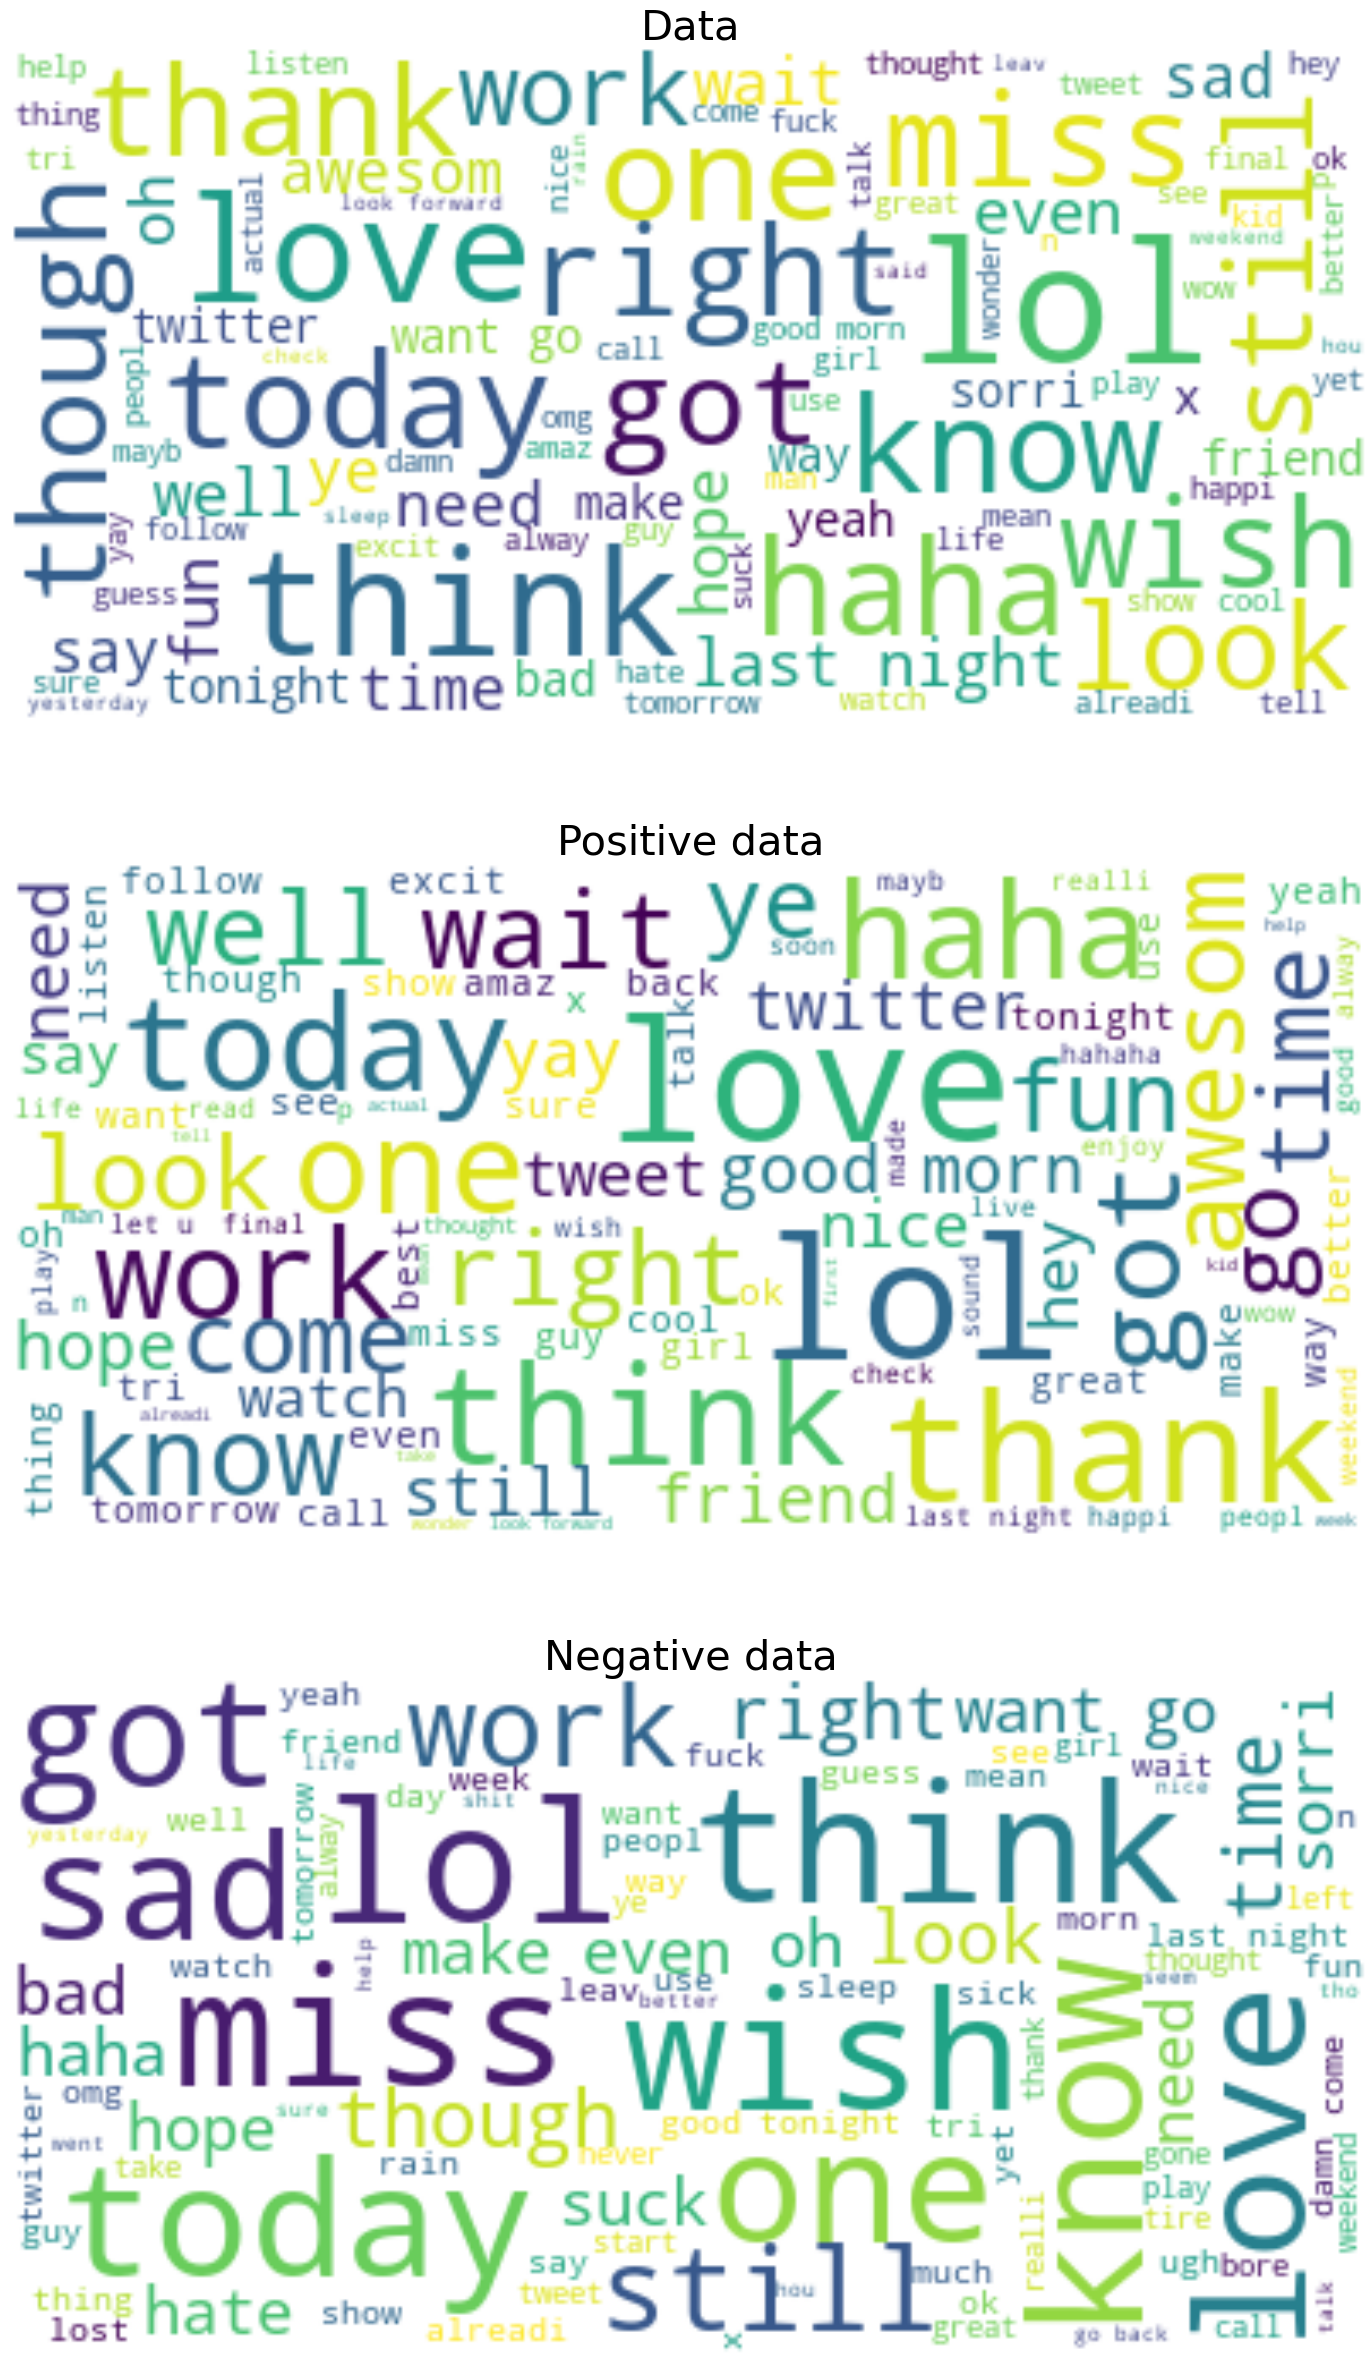 Data
help
listen
thank
work
wait
thought
leav
tweet
sad
hey
thing
come
fuck
miss
still
tri
awesom
nice
rain
one
talk
final
ok
though
oh
love
actual
look forward
great
even
see
kid
p
right
said
lol
wonder
n
weekend
wow
better
twitter
want go
call
good morn
girl
hou
peopl
check
today
omg
got
use
sorri
play
x
yet
mayb
well
ye
damn
amaz
way
man
know
friend
happi
yay
follow
sleep
need
make
guy
hope
yeah
mean
wish
guess
fun
excit
alway
suck
life
haha
show
cool
say
think
last night
look
sure
yesterday
tonight
time
bad
hate
tomorrow
watch
alreadi
tell
Positive data
need
listen
follow
well
excit
wait
ye
soon
haha
mayb
realli
use
awesom
yeah
help
though
show
amaz
back
x
talk
twitter
tonight
got time
alway
say
today
yay
love
hahaha
fun
good
life
want
read
see
p
actual
sure
tell
look
one
tweet
good morn
made
enjoy
oh
man
let u
final
best
thought
wish
nice
live
hey
got
better
play
n
work
right
ok
lol
first
sound
kid
hope
come
miss
guy
cool
girl
make
wow
way
tri
alreadi
watch
think
check
great
thank
weekend
thing
know
even
take
still
friend
tomorrow
call
wonder
look forward
last night
happi
peopl
week
Negative data
got
yeah
friend
life
work
fuck
right
want go
see
girl
wait
nice
time
sorri
well
yesterday
sad
tomorrow
alway
day
week
shit
lol
want
peopl
way
ye
guess
mean
think
n
left
bad
watch
help
make even
oh
look
morn
last night
thought
seem
fun
tho
haha
miss
leav
use
better
sleep
sick
wish
thank
know
need
love
come
twitter
omg
hope
sure
though
good tonight
tri
yet
went
take
rain
never
gone
damn
weekend
guy
today
suck
one
play
tire
thing
lost
hate
show
say
start
tweet
alreadi
still
hou
much
realli
ok
great
x
ugh
bore
go back
call
talk